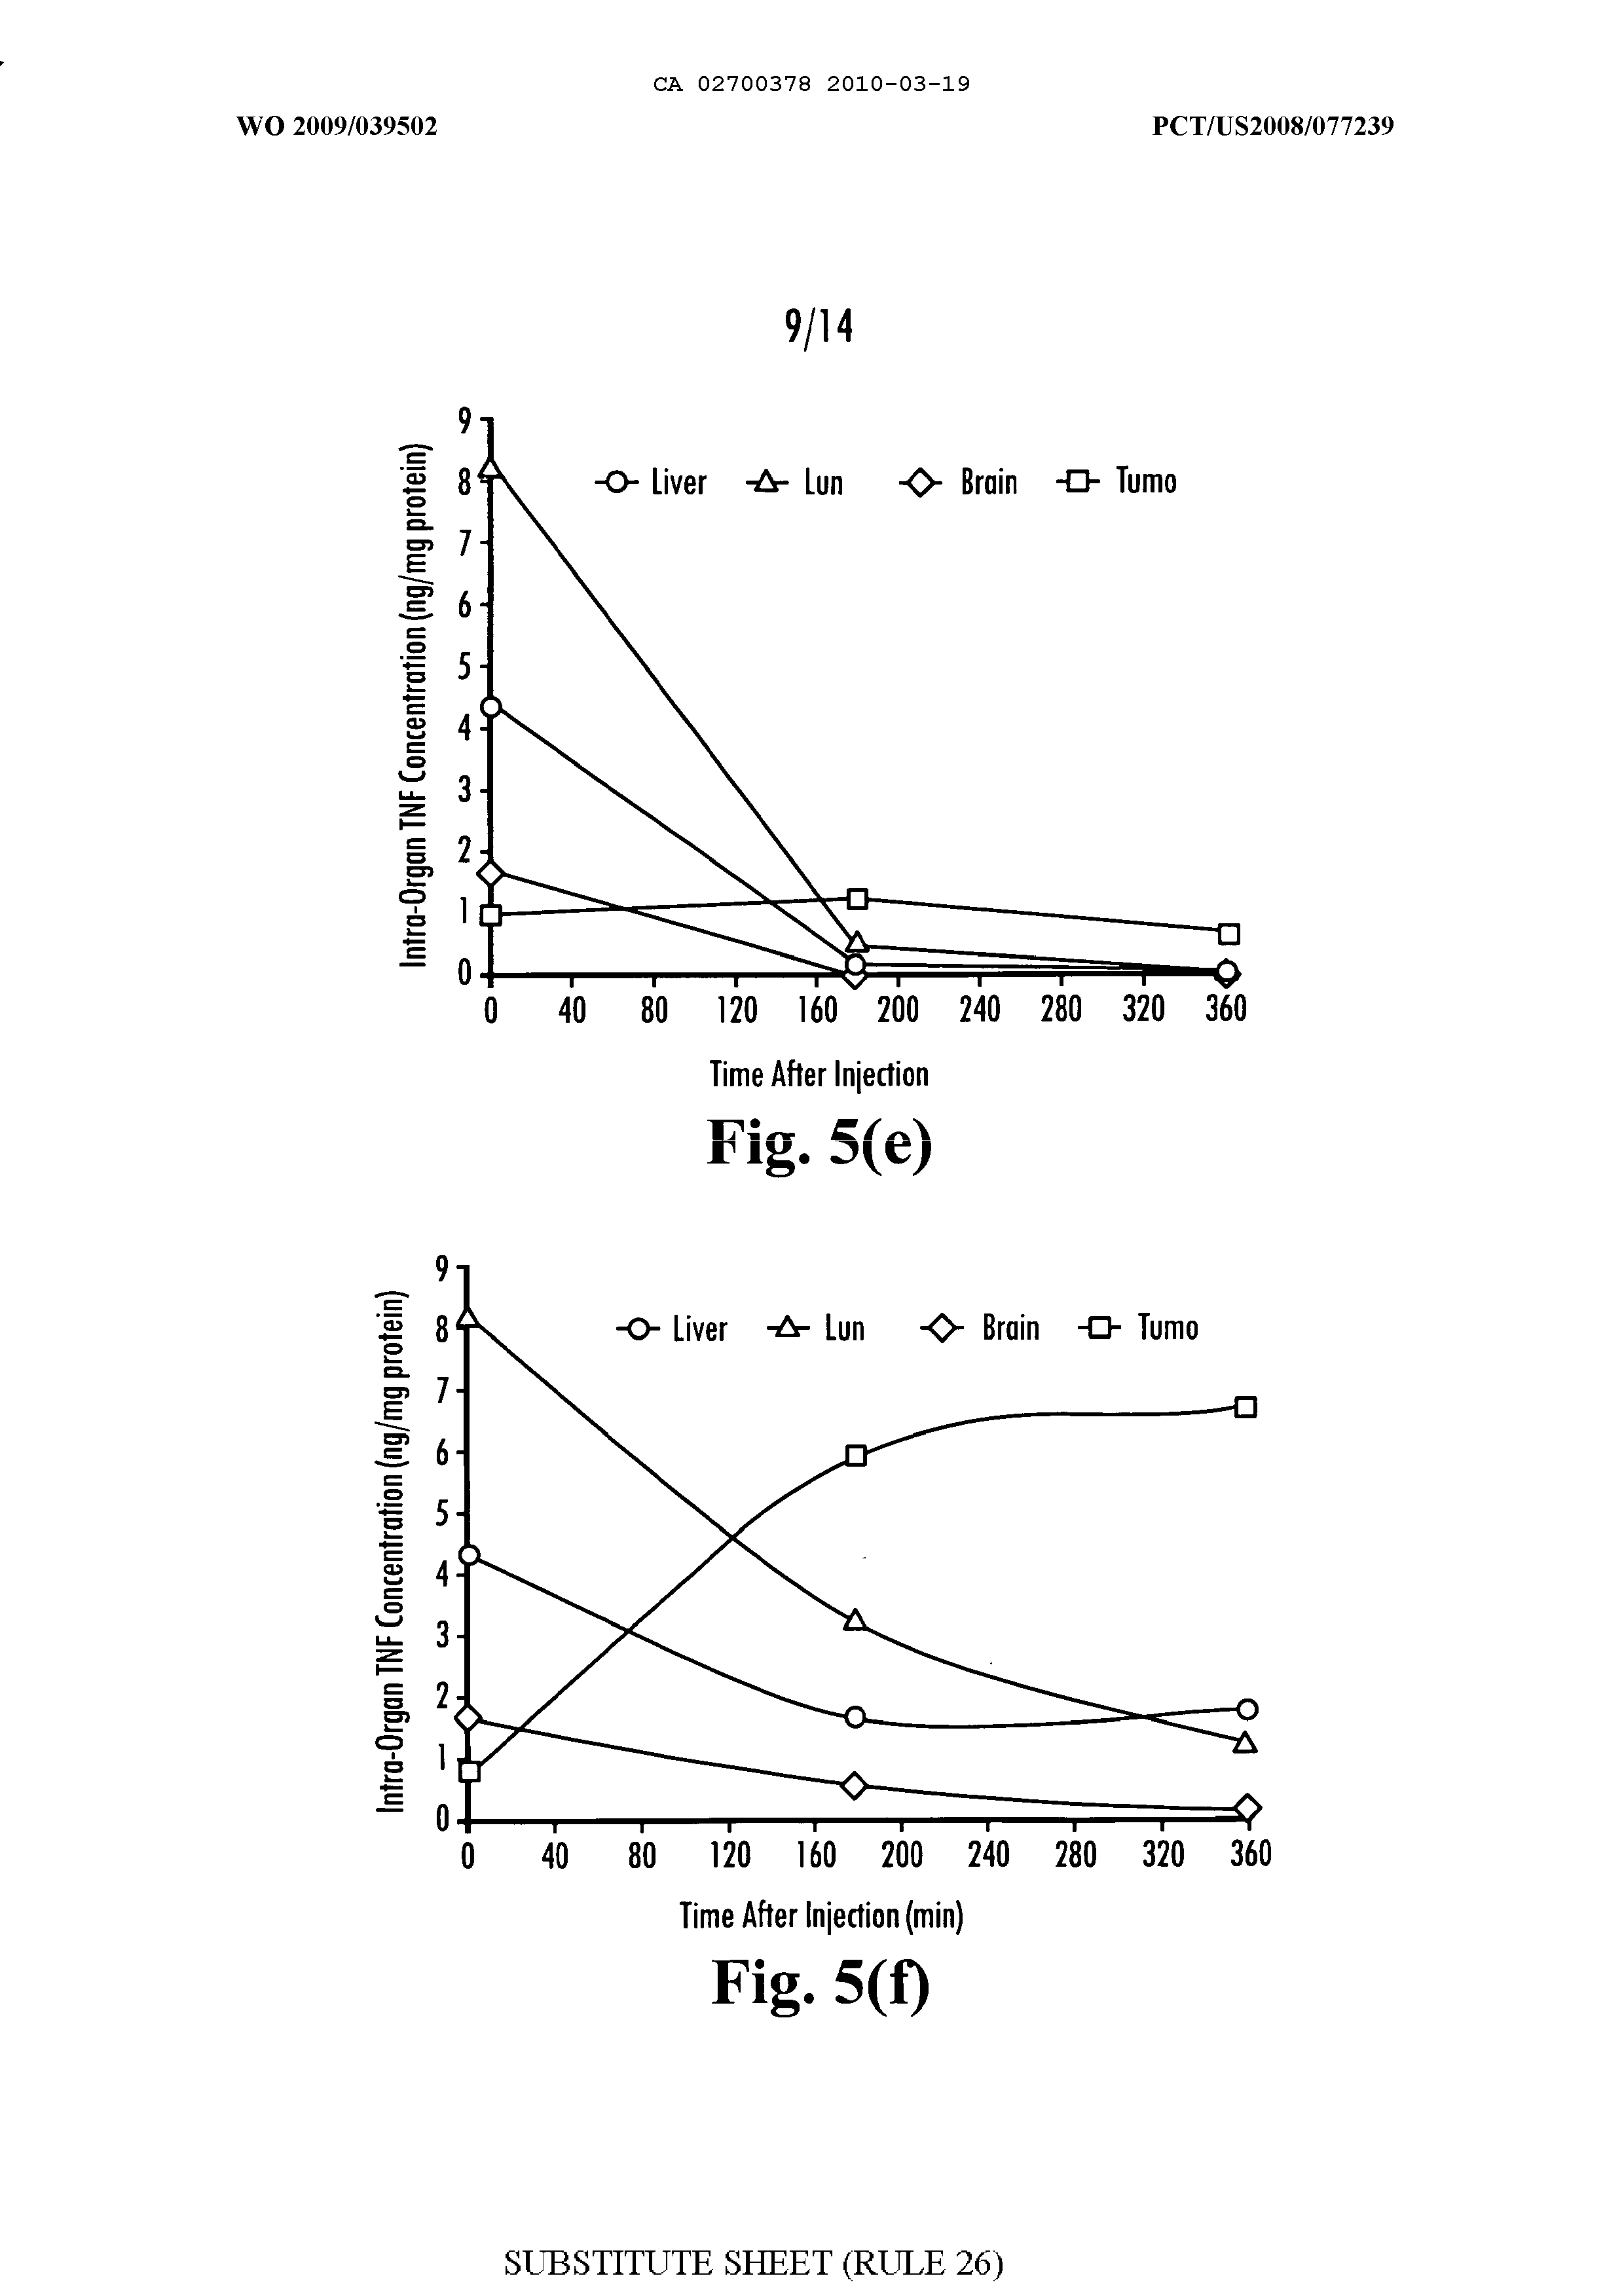 CA 02700378 2010-03-19
WO 2009/039502 PCT/US2008/077239
9/14
Intra-Organ TNF Concentration (ng/mg protein)
9
8
7
6
5
4
3
2
1
0
Liver Lun Brain Tumo
0 40 80 120 160 200 240 280 320 360
Time After Injection
Fig. 5(e)
Intra-Organ TNF Concentration (ng/mg protein)
9
8
7
6
5
4
3
2
1
0
Liver Lun Brain Tumo
0 40 80 120 160 200 240 280 320 360
Time After Injection (min)
Fig. 5(f)
SUBSTITUTE SHEET (RULE 26)